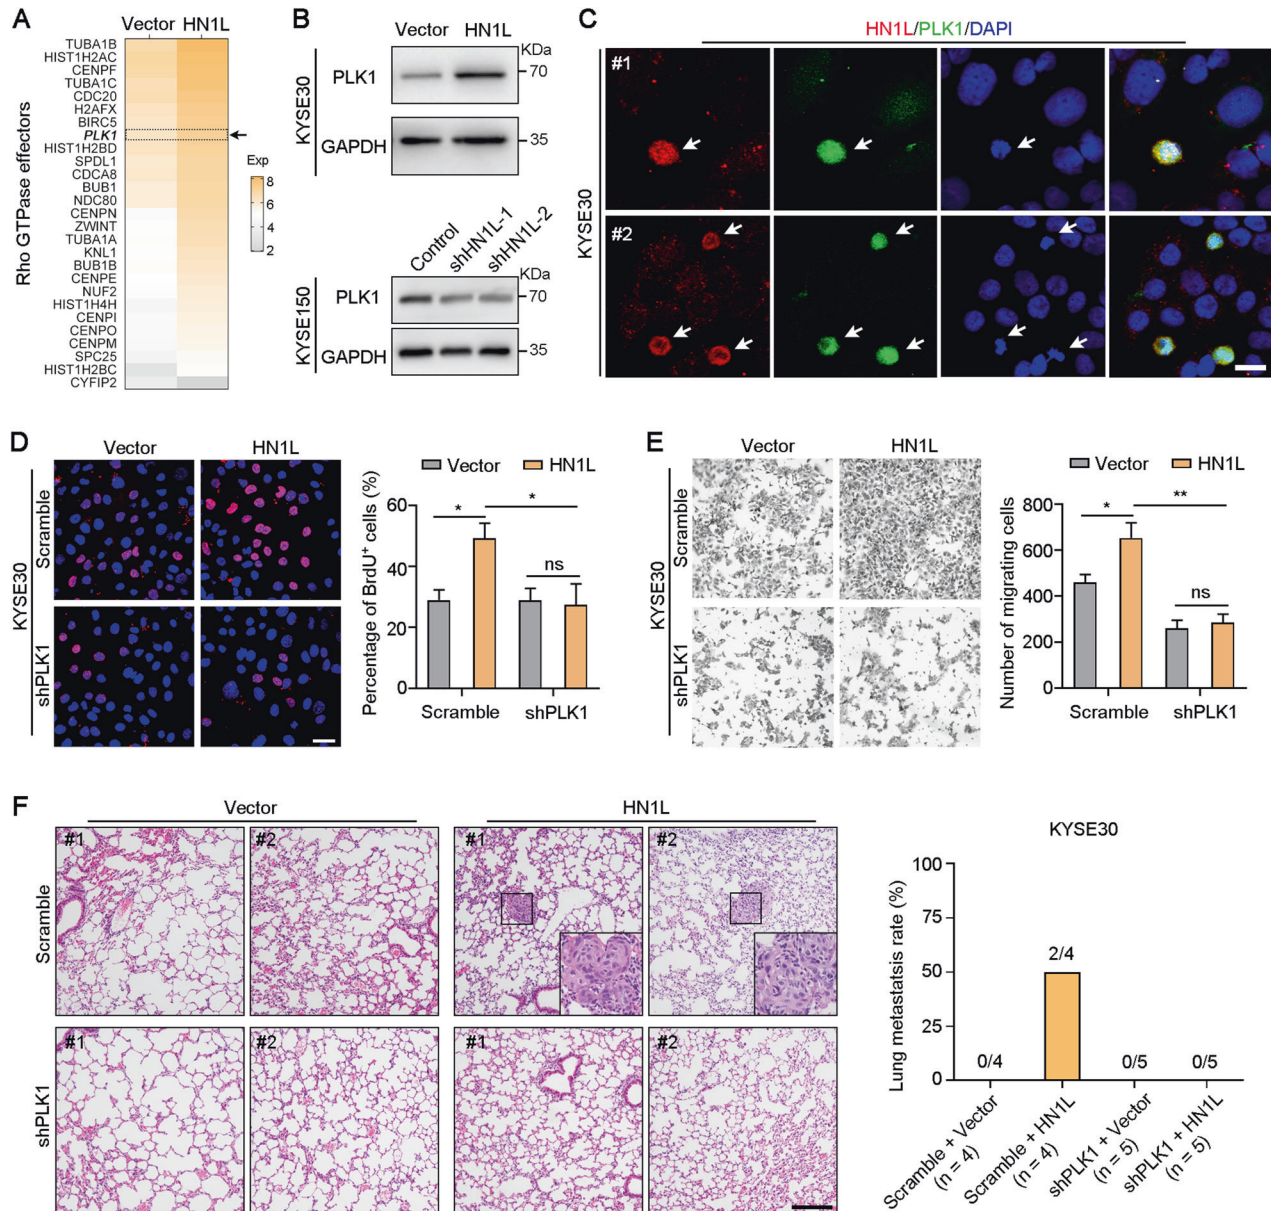 A
Vector HN1L
Rho GTPase effectors
TUBA1B
HIST1H2AC
CENPF
TUBA1C
CDC20
H2AFX
BIRC5
PLK1
HIST1H2BD
SPDL1
CDCA8
BUB1
NDC80
CENPN
ZWINT
TUBA1A
KNL1
BUB1B
CENPE
NUF2
HIST1H4H
CENPI
CENPO
CENPM
SPC25
HIST1H2BC
CYFIP2
Exp
8
6
4
2
B
Vector HN1L
KDa
KYSE30
PLK1
70
GAPDH
35
Control shHN1L-1 shHN1L-2
KDa
KYSE150
PLK1
70
GAPDH
35
C
HN1L/PLK1/DAPI
KYSE30
#1
#2
D
Vector HN1L
KYSE30
Scramble
shPLK1
Vector HN1L
Percentage of BrdU+ cells (%)
60
40
20
0
* *
ns
Scramble shPLK1
E
Vector HN1L
KYSE30
Scramble
shPLK1
Vector HN1L
Number of migrating cells
800
600
400
200
0
* **
ns
Scramble shPLK1
F
Vector HN1L
Scramble
#1 #2 #1 #2
shPLK1
#1 #2 #1 #2
KYSE30
Lung metastatsis rate (%)
100
75
50
25
0
0/4 2/4 0/5 0/5
Scramble + Vector
(n = 4)
Scramble + HN1L
(n = 4)
shPLK1 + Vector
(n = 5)
shPLK1 + HN1L
(n = 5)